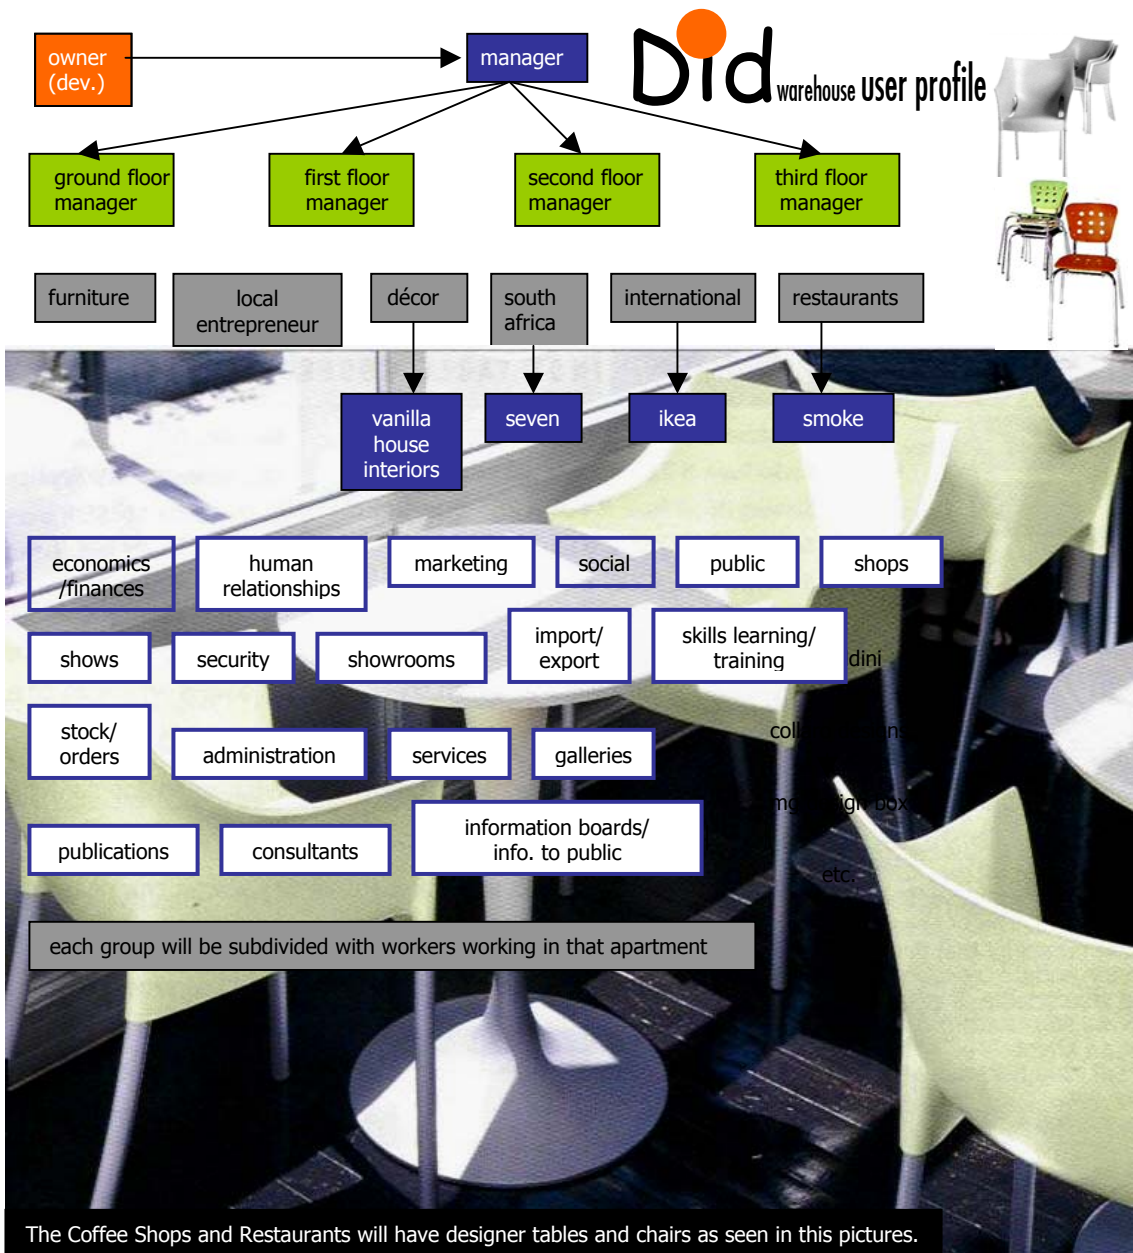 owner
(dev.)
manager
Did warehouse user profile
ground floor
manager
first floor
manager
second floor
manager
third floor
manager
furniture
local
entrepreneur
décor
south
africa
international
restaurants
vanilla
house
interiors
seven
ikea
smoke
economics
/finances
human
relationships
marketing
social
public
shops
shows
security
showrooms
import/
export
skills learning/
training
dini
stock/
orders
administration
services
galleries
publications
consultants
information boards/
info. to public
box
etc.
each group will be subdivided with workers working in that apartment
The Coffee Shops and Restaurants will have designer tables and chairs as seen in this pictures.